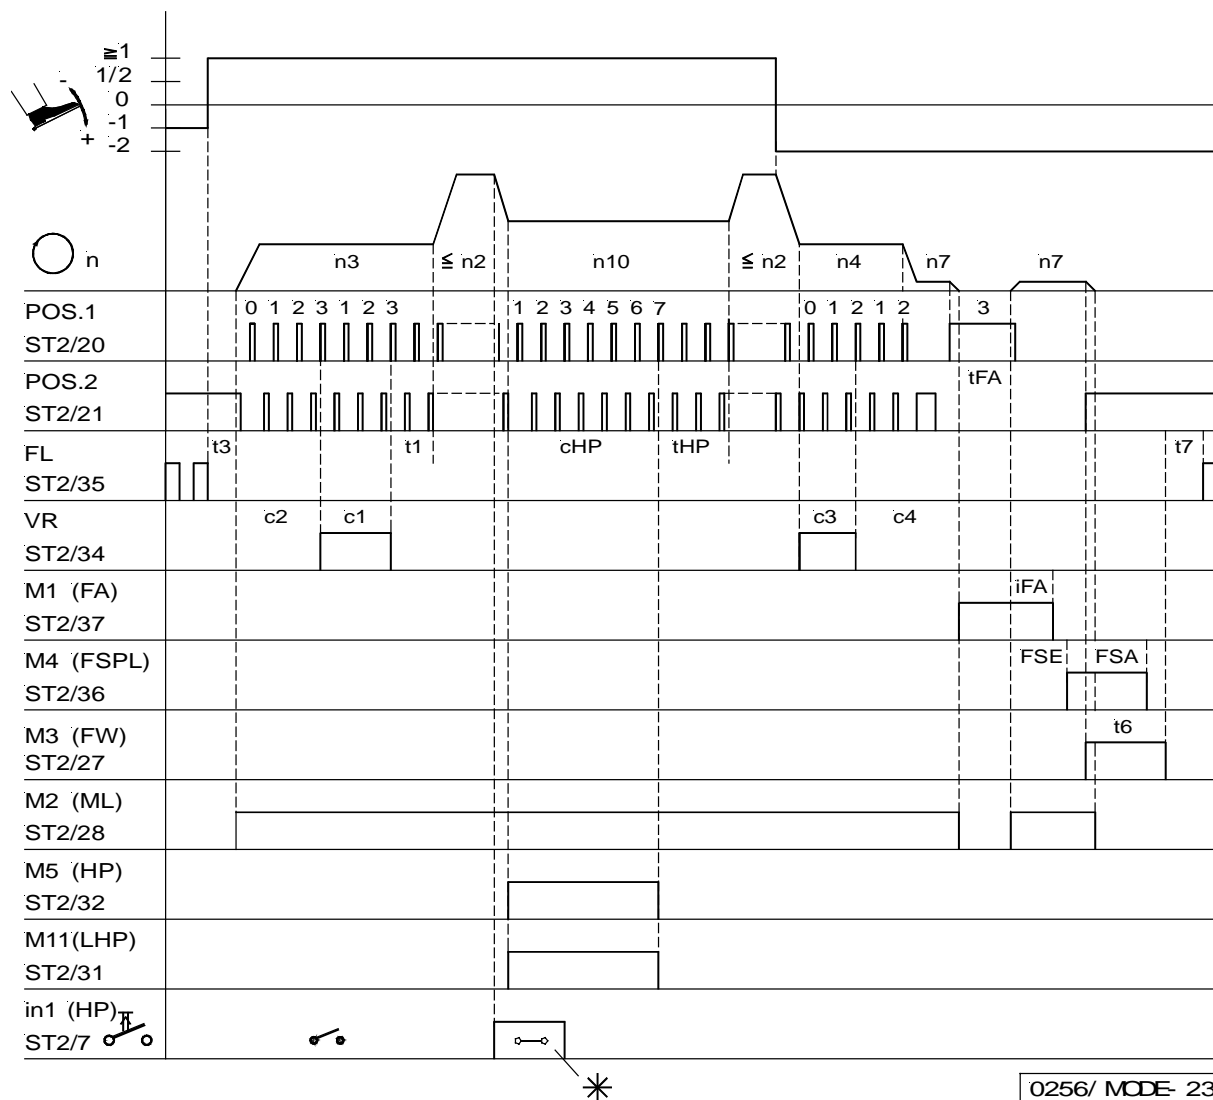 ≧1
- 1/2
0
-1
+ -2
n
n3 ≦ n2 n10 ≦ n2 n4 n7 n7
POS.1 0 1 2 3 1 2 3 1 2 3 4 5 6 7 0 1 2 1 2 3
ST2/20
POS.2 tFA
ST2/21
FL t3 t1 cHP tHP t7
ST2/35
VR c2 c1 c3 c4
ST2/34
M1 (FA) iFA
ST2/37
M4 (FSPL) FSE FSA
ST2/36
M3 (FW) t6
ST2/27
M2 (ML)
ST2/28
M5 (HP)
ST2/32
M11(LHP)
ST2/31
in1 (HP)
ST2/7
0256/ MODE- 23